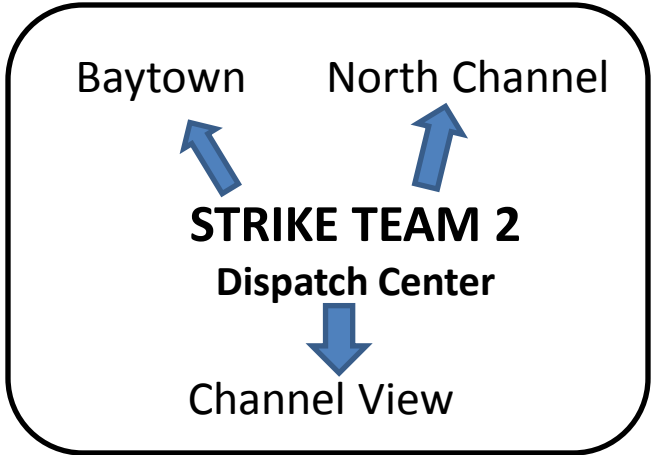 Baytown North Channel
STRIKE TEAM 2
Dispatch Center
Channel View